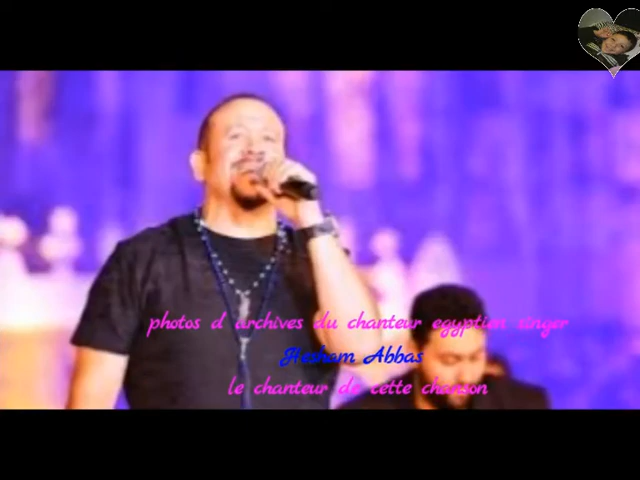 photos d archives du chanteur egyptien singer
Hesham Abbas
le chanteur de cette chanson